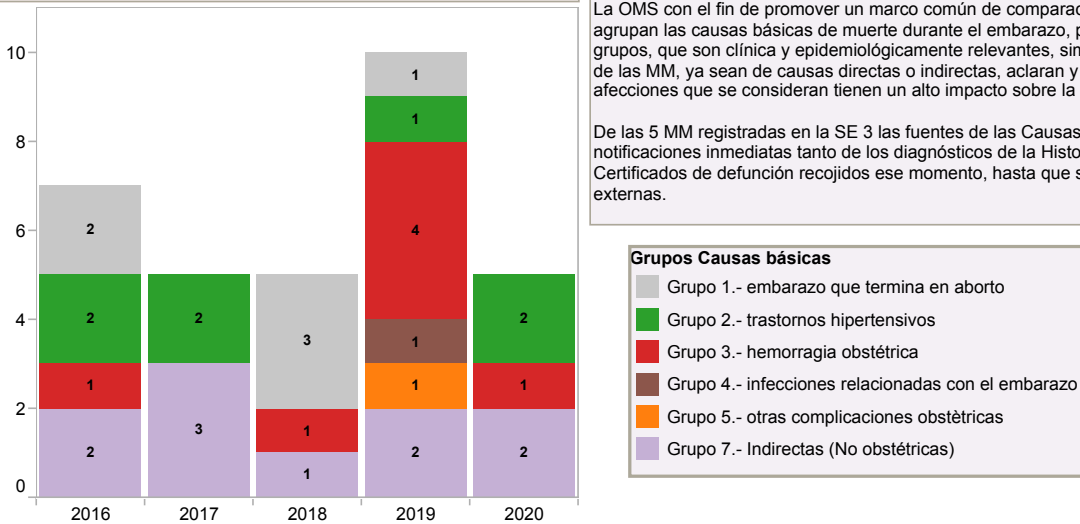 La OMS con el fin de promover un marco común de comparac
agrupan las causas básicas de muerte durante el embarazo, p
grupos, que son clínica y epidemiológicamente relevantes, sim
de las MM, ya sean de causas directas o indirectas, aclaran y
afecciones que se consideran tienen un alto impacto sobre la
De las 5 MM registradas en la SE 3 las fuentes de las Causas
notificaciones inmediatas tanto de los diagnósticos de la Histo
Certificados de defunción recojidos ese momento, hasta que s
externas.
Grupos Causas básicas
Grupo 1.- embarazo que termina en aborto
Grupo 2.- trastornos hipertensivos
Grupo 3.- hemorragia obstétrica
Grupo 4.- infecciones relacionadas con el embarazo
Grupo 5.- otras complicaciones obstètricas
Grupo 7.- Indirectas (No obstétricas)
10
8
6
4
2
0
2
2
1
2
2
3
3
1
1
1
1
4
1
1
2
2
1
2
2016 2017 2018 2019 2020